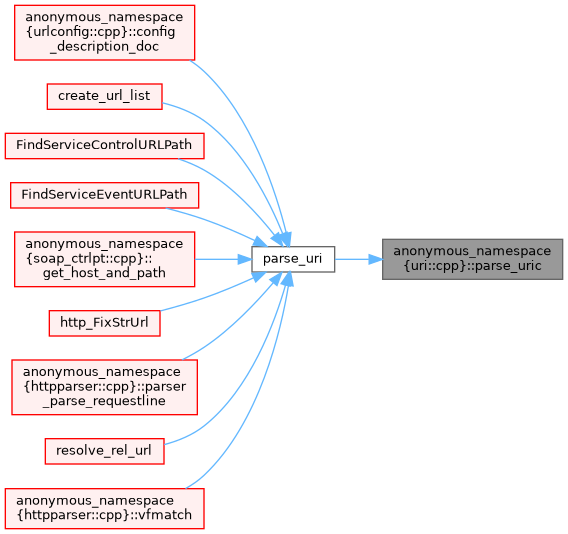 anonymous_namespace
{urlconfig::cpp}::config
_description_doc
create_url_list
FindServiceControlURLPath
FindServiceEventURLPath
anonymous_namespace
{soap_ctrlpt::cpp}::
get_host_and_path
http_FixStrUrl
anonymous_namespace
{httpparser::cpp}::parser
_parse_requestline
resolve_rel_url
anonymous_namespace
{httpparser::cpp}::vfmatch
parse_uri
anonymous_namespace
{uri::cpp}::parse_uric